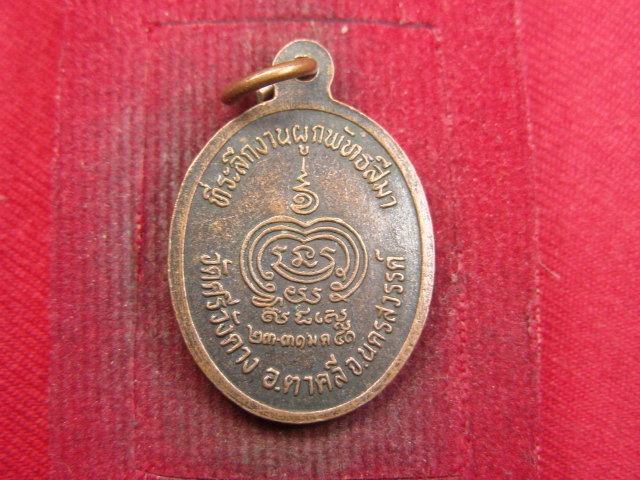 ที่ระลึกงานผูกพัทธสีมา
๒๓-๓๑ ม ค ๕๑
วัดศรีวังคาง อ.ตาคลี จ.นครสวรรค์